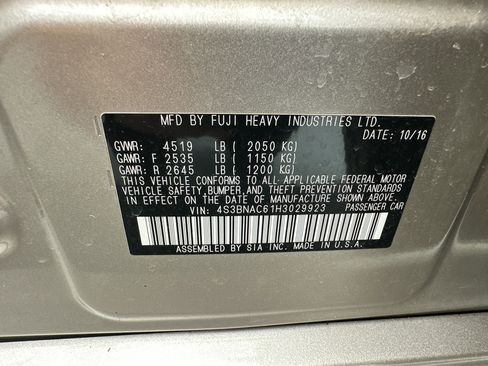 MFD BY FUJI HEAVY INDUSTRIES LTD.
DATE: 10/16
GVWR: 4519 LB ( 2050 KG)
GAWR: F 2535 LB ( 1150 KG)
GAWR: R 2645 LB ( 1200 KG)
THIS VEHICLE CONFORMS TO ALL APPLICABLE FEDERAL MOTOR
VEHICLE SAFETY, BUMPER, AND THEFT PREVENTION STANDARDS
IN EFFECT ON THE DATE OF MANUFACTURE SHOWN ABOVE.
VIN: 4S3BNAC61H3029923 PASSENGER CAR
ASSEMBLED BY SIA INC. MADE IN U.S.A.